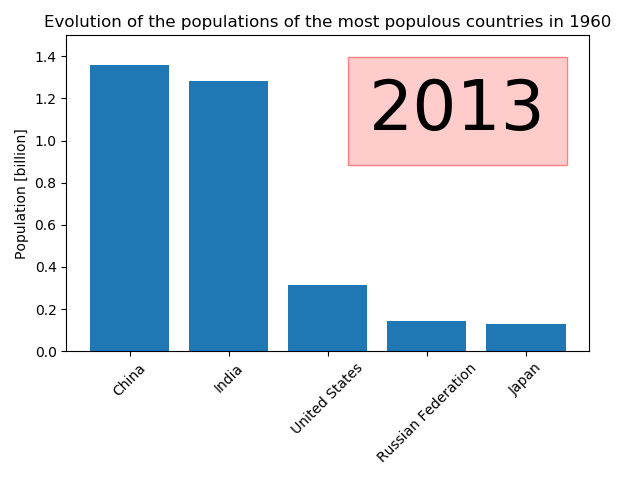 Evolution of the populations of the most populous countries in 1960
2013
Population [billion]
1.4
1.2
1.0
0.8
0.6
0.4
0.2
0.0
China
India
United States
Russian Federation
Japan